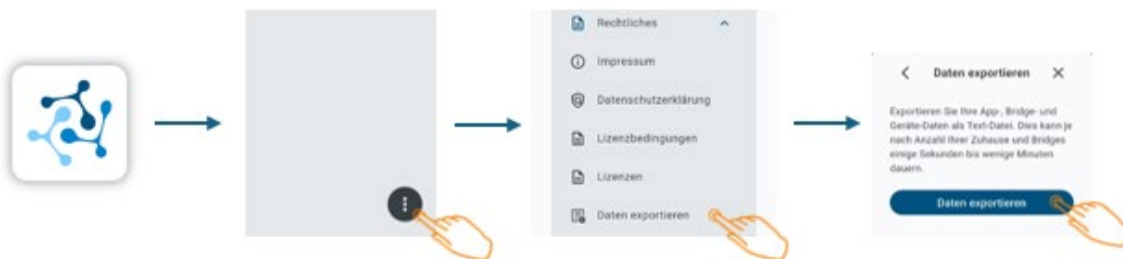 Rechtliches
Impressum
Datenschutzerklärung
Lizenzbedingungen
Lizenzen
Daten exportieren
Daten exportieren
Exportieren Sie Ihre App-, Bridge- und
Geräte-Daten als Text-Datei. Dies kann je
nach Anzahl Ihrer Zuhause und Bridges
einige Sekunden bis wenige Minuten
dauern.
Daten exportieren